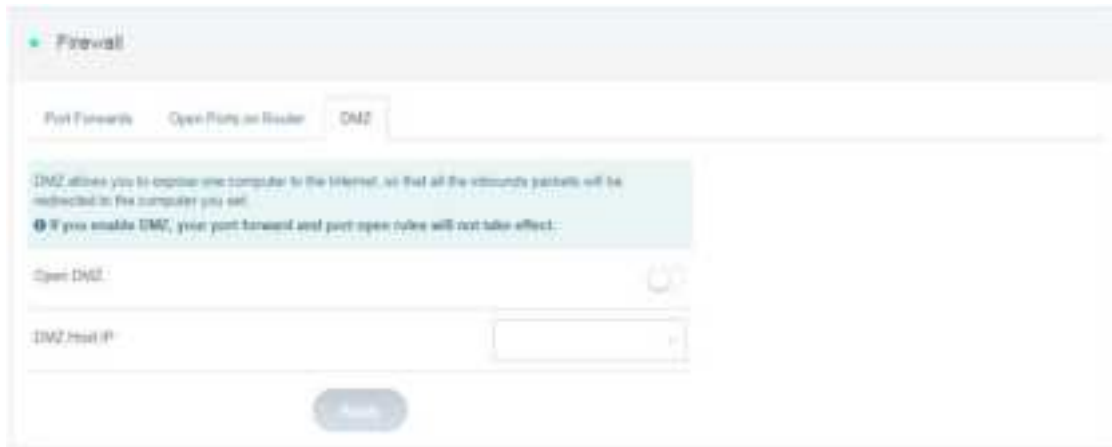 Firewall
Port Forwards Open Ports on Router DMZ
DMZ allows you to expose one computer to the Internet, so that all the inbounds packets will be
redirected to the computer you set.
If you enable DMZ, your port forward and port open rules will not take effect.
Open DMZ
DMZ Host IP
Apply